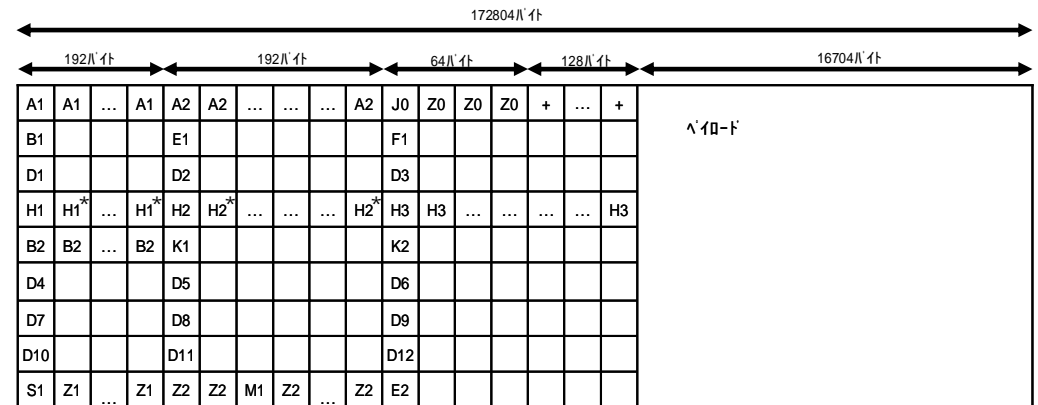 172804ﾊﾞｲﾄ
192ﾊﾞｲﾄ 192ﾊﾞｲﾄ 64ﾊﾞｲﾄ 128ﾊﾞｲﾄ 16704ﾊﾞｲﾄ
A1 A1 … A1 A2 A2 … … … A2 J0 Z0 Z0 Z0 + … +
ﾍﾟｲﾛｰﾄﾞ
B1 E1 F1
D1 D2 D3
H1 H1* … H1* H2 H2* … … … H2* H3 H3 … … … … H3
B2 B2 … B2 K1 K2
D4 D5 D6
D7 D8 D9
D10 D11 D12
S1 Z1 … Z1 Z2 Z2 M1 Z2 … Z2 E2